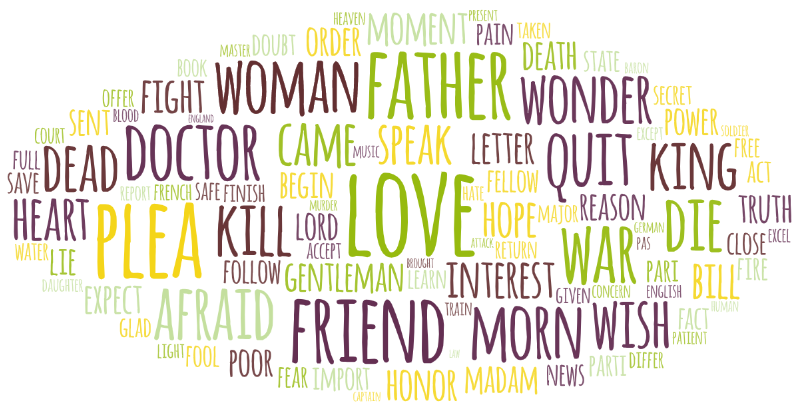 HEAVEN MOMENT PRESENT
MASTER DOUBT ORDER PAIN TAKEN
BOOK WOMAN FATHER DEATH STATE BARON
OFFER FIGHT WONDER SECRET
BLOOD ENGLAND POWER
COURT SENT DOCTOR CAME MUSIC SPEAK LETTER QUIT EXCEPT SOLDIER
FULL DEAD KING FREE
SAVE REPORT FRENCH SAFE FINISH BEGIN LOVE HATE FELLOW ACT
HEART PLEA KILL MURDER LORD HOPE MAJOR REASON DIE TRUTH
WATER ACCEPT ATTACK RETURN WAR GERMAN PAS CLOSE EXCEL
LIE FOLLOW GENTLEMAN BROUGHT LEARN INTEREST CONCERN PARI FIRE
DAUGHTER EXPECT AFRAID GIVEN ENGLISH BILL
GLAD FRIEND TRAIN MORN WISH FACT HUMAN
LIGHT FOOL POOR LAW PATIENT
FEAR IMPORT HONOR MADAM NEWS PARTI DIFFER
CAPTAIN